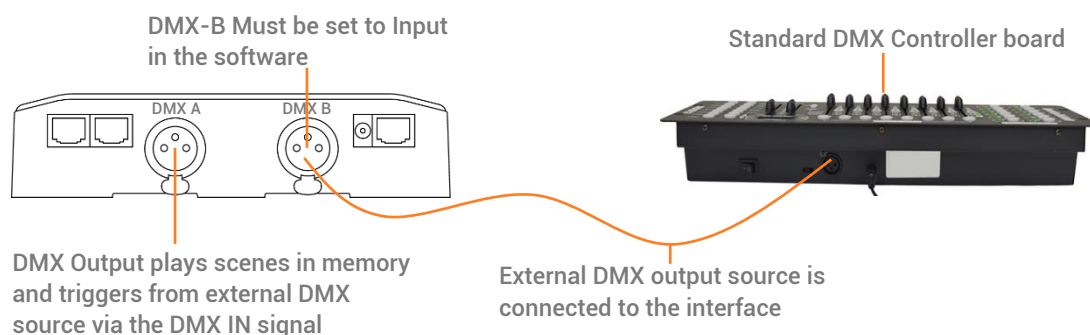 DMX-B Must be set to Input
in the software
Standard DMX Controller board
DMX A
DMX B
DMX Output plays scenes in memory
and triggers from external DMX
source via the DMX IN signal
External DMX output source is
connected to the interface